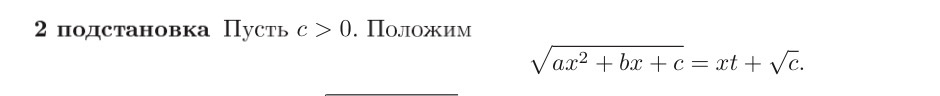 2 подстановка Пусть c > 0. Положим
√(ax² + bx + c) = xt + √c.